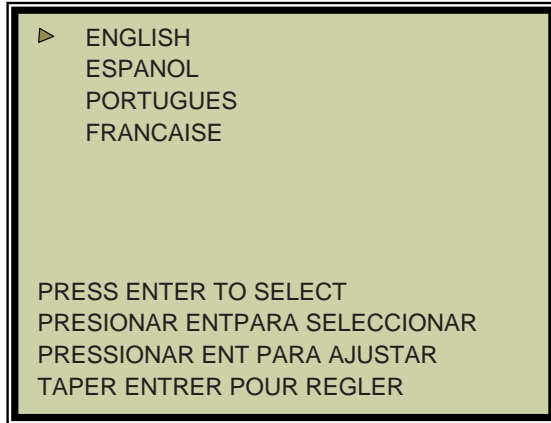 ENGLISH
ESPANOL
PORTUGUES
FRANCAISE
PRESS ENTER TO SELECT
PRESIONAR ENTPARA SELECCIONAR
PRESSIONAR ENT PARA AJUSTAR
TAPER ENTRER POUR REGLER